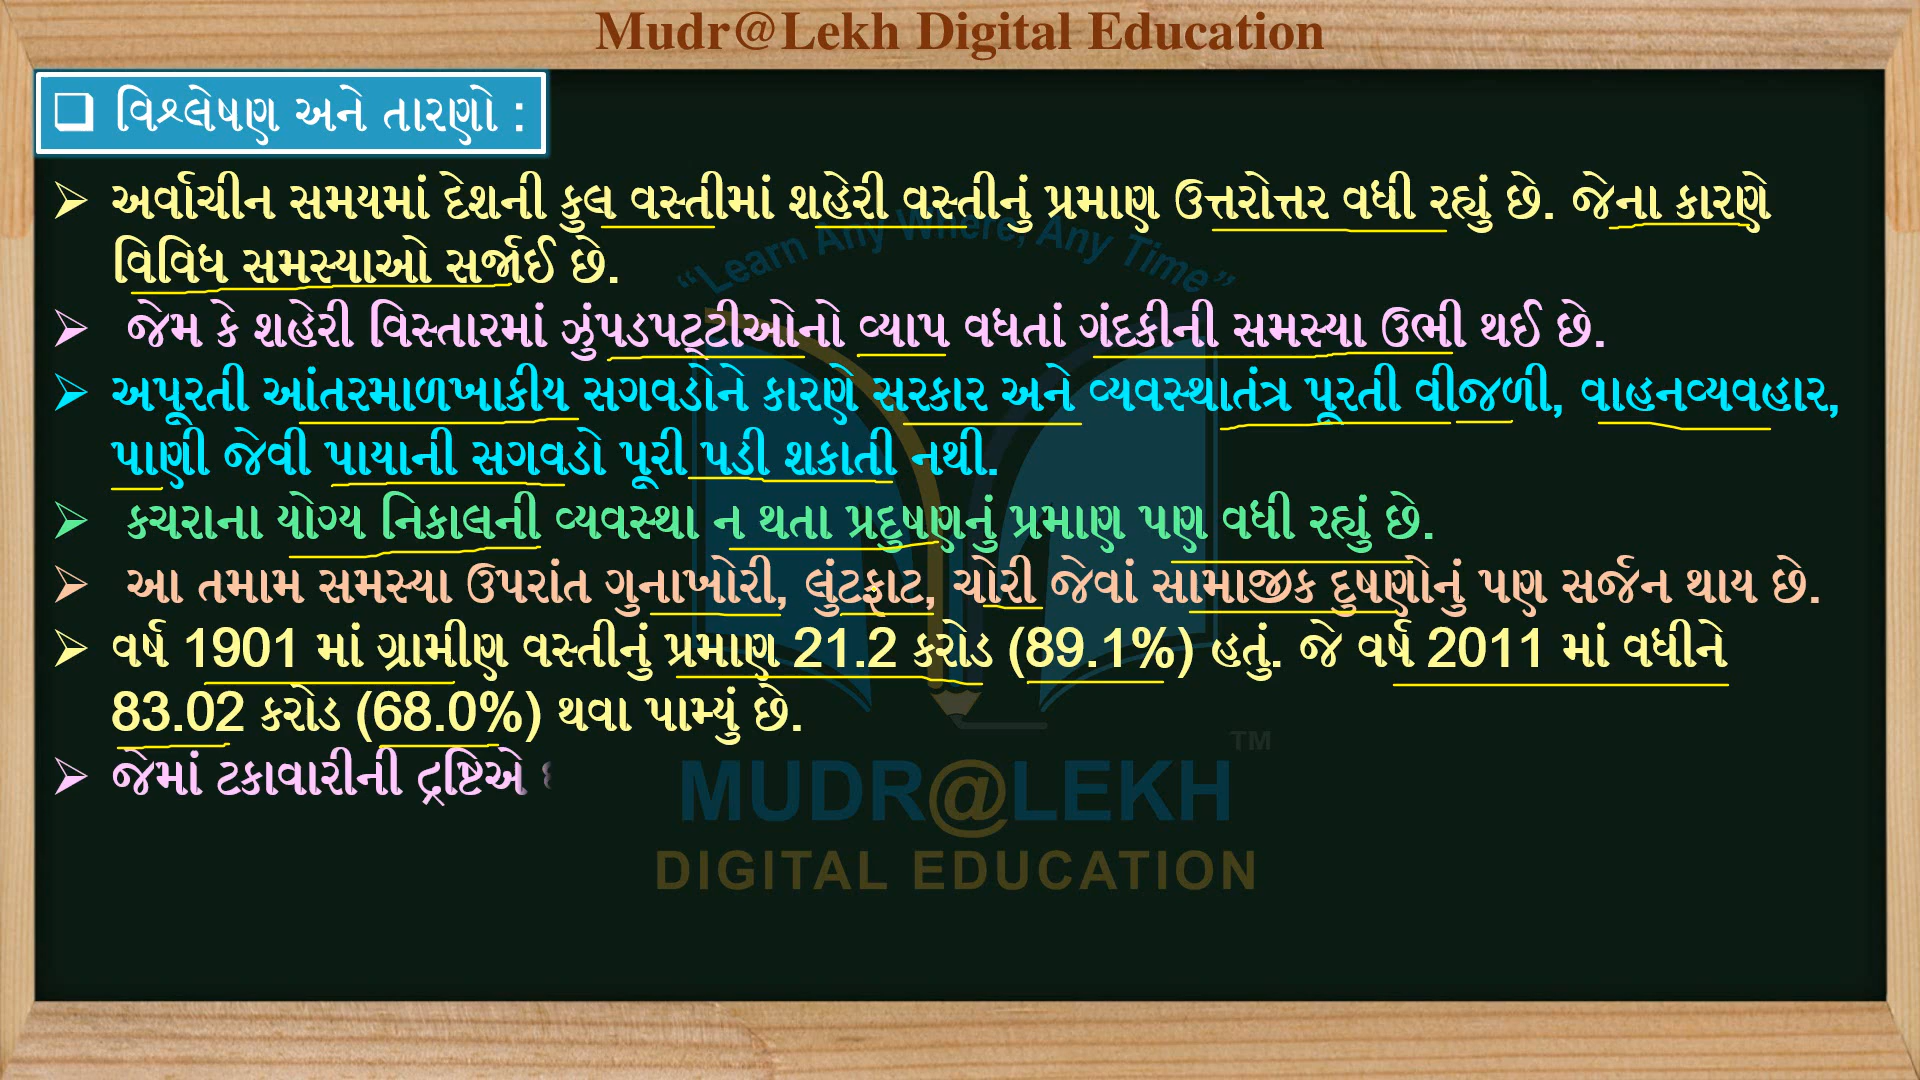 Mudr@Lekh Digital Education
❑ વિશ્લેષણ અને તારણો :
➢ અર્વાચીન સમયમાં દેશની કુલ વસ્તીમાં શહેરી વસ્તીનું પ્રમાણ ઉત્તરોત્તર વધી રહ્યું છે. જેના કારણે
વિવિધ સમસ્યાઓ સર્જાઈ છે.
➢ જેમ કે શહેરી વિસ્તારમાં ઝુંપડપટ્ટીઓનો વ્યાપ વધતાં ગંદકીની સમસ્યા ઉભી થઈ છે.
➢ અપૂરતી આંતરમાળખાકીય સગવડોને કારણે સરકાર અને વ્યવસ્થાતંત્ર પૂરતી વીજળી, વાહનવ્યવહાર,
પાણી જેવી પાયાની સગવડો પૂરી પડી શકાતી નથી.
➢ કચરાના યોગ્ય નિકાલની વ્યવસ્થા ન થતા પ્રદુષણનું પ્રમાણ પણ વધી રહ્યું છે.
➢ આ તમામ સમસ્યા ઉપરાંત ગુનાખોરી, લુંટફાટ, ચોરી જેવાં સામાજીક દુષણોનું પણ સર્જન થાય છે.
➢ વર્ષ 1901 માં ગ્રામીણ વસ્તીનું પ્રમાણ 21.2 કરોડ (89.1%) હતું. જે વર્ષ 2011 માં વધીને
83.02 કરોડ (68.0%) થવા પામ્યું છે.
➢ જેમાં ટકાવારીની દ્રષ્ટિએ
"Learn Any Where, Any Time"
MUDR@LEKH TM
DIGITAL EDUCATION